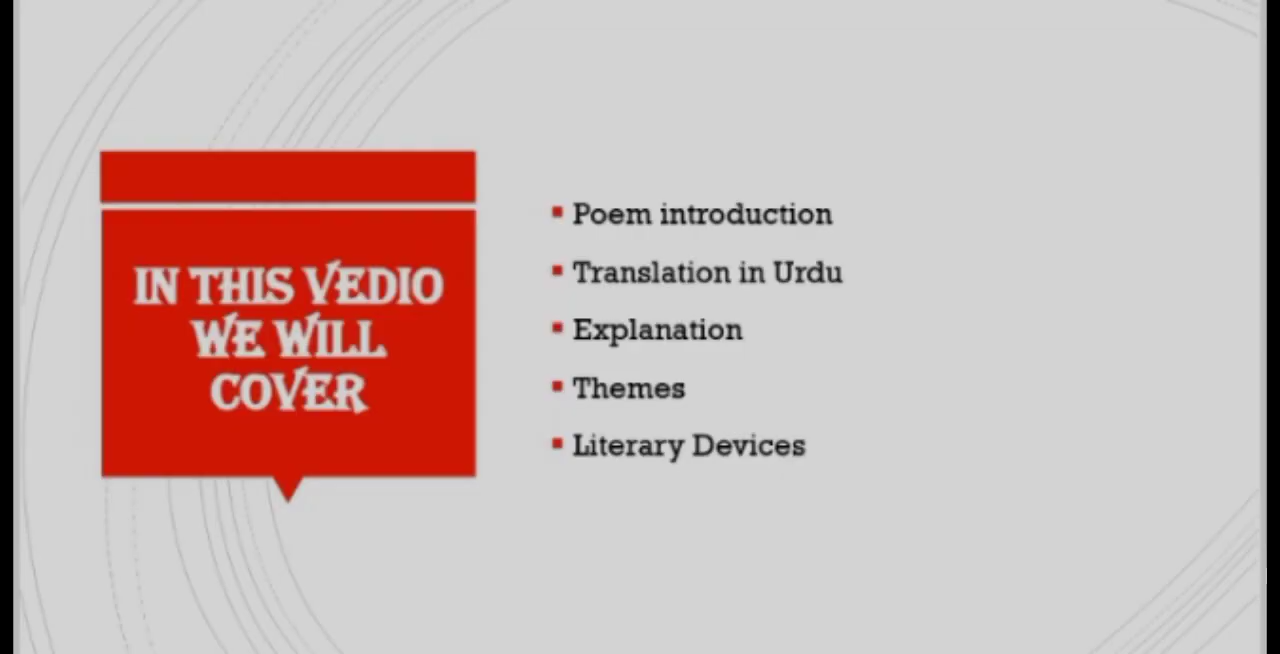 IN THIS VEDIO
WE WILL
COVER
Poem introduction
Translation in Urdu
Explanation
Themes
Literary Devices